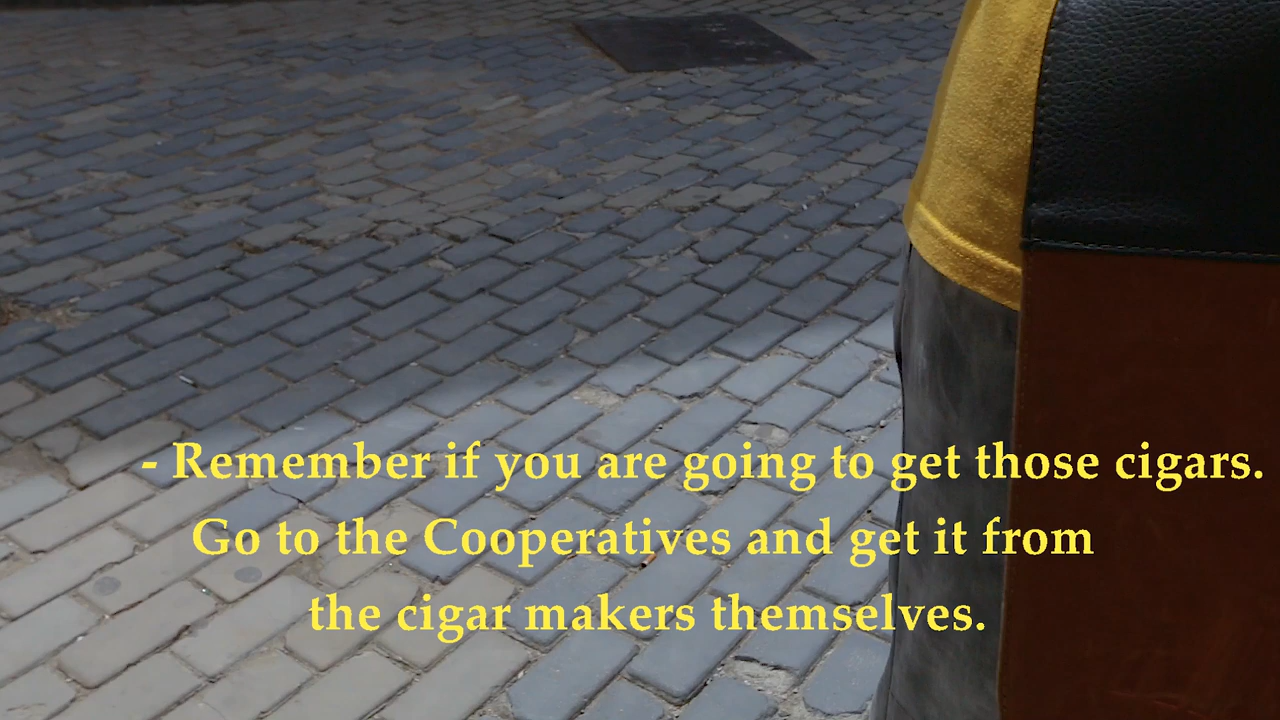 - Remember if you are going to get those cigars.
Go to the Cooperatives and get it from
the cigar makers themselves.